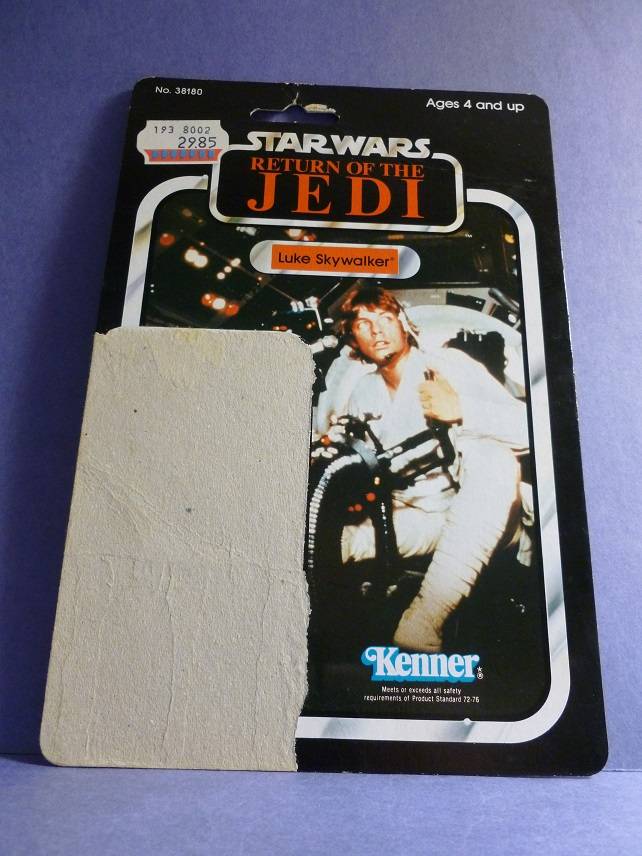 No. 38180
Ages 4 and up
193 8002
29.85
STAR WARS
RETURN OF THE
JEDI
Luke Skywalker
Kenner®
Meets or exceeds all safety
requirements of Product Standard 72-76